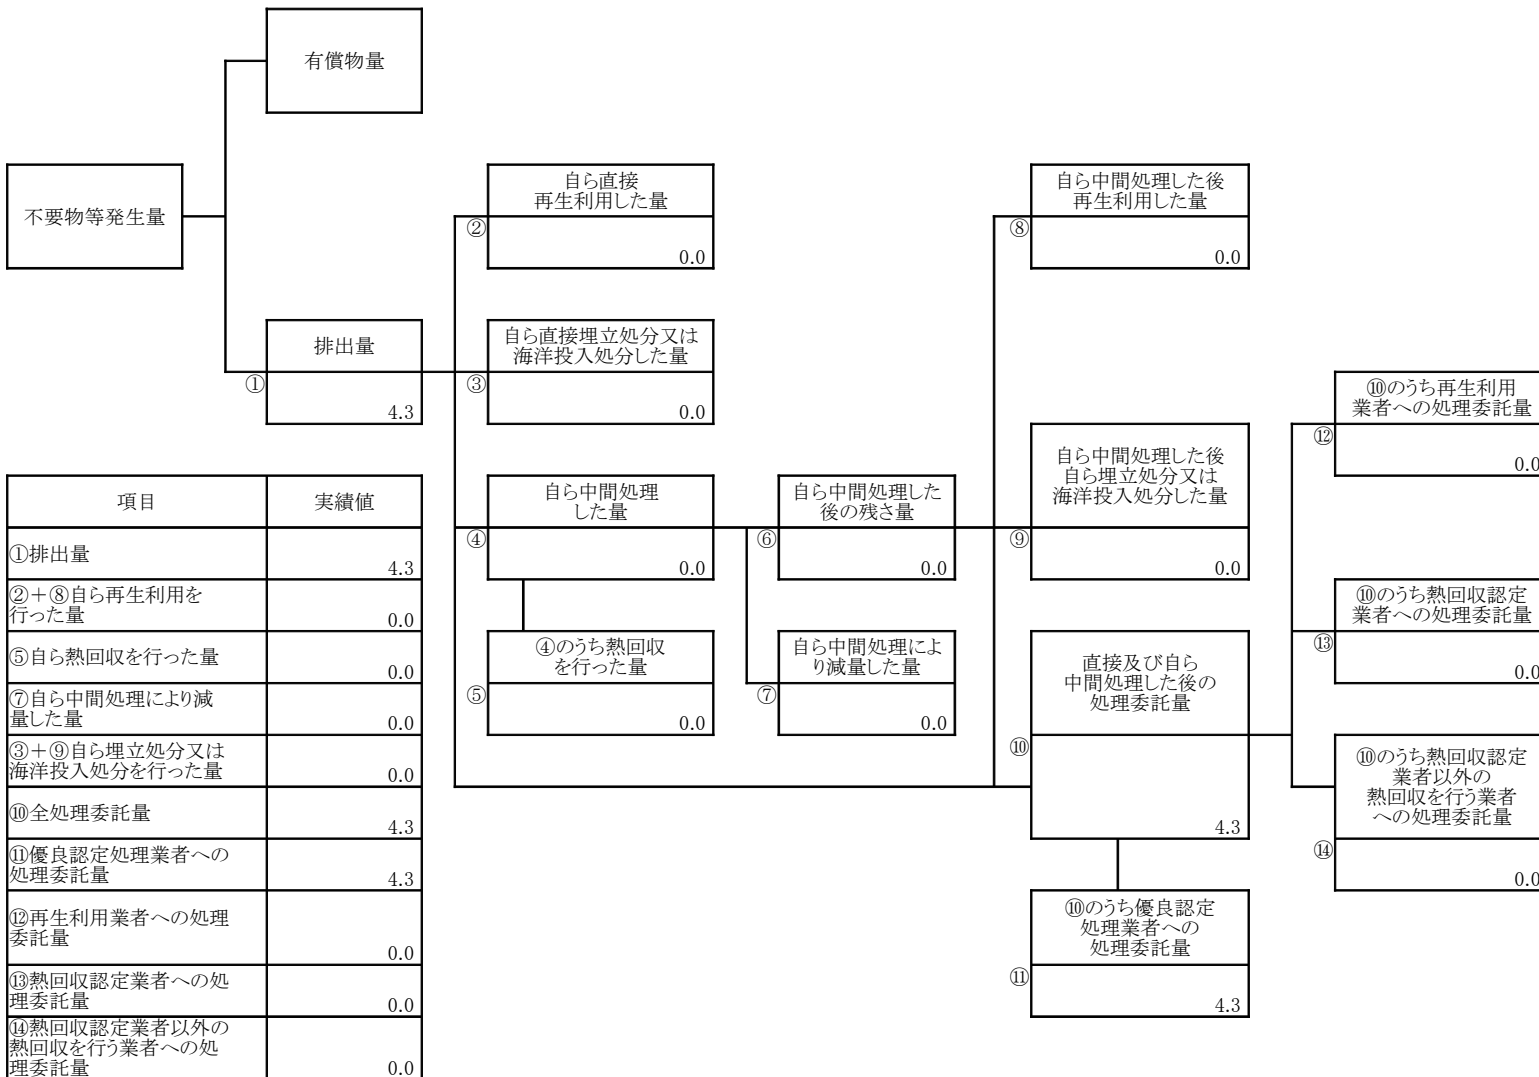 有償物量
不要物等発生量
自ら直接
再生利用した量
②
0.0
自ら中間処理した後
再生利用した量
⑧
0.0
排出量
①
4.3
自ら直接埋立処分又は
海洋投入処分した量
③
0.0
⑩のうち再生利用
業者への処理委託量
⑫
0.0
自ら中間処理
した量
④
0.0
自ら中間処理した
後の残さ量
⑥
0.0
自ら中間処理した後
自ら埋立処分又は
海洋投入処分した量
⑨
0.0
⑩のうち熱回収認定
業者への処理委託量
⑬
0.0
④のうち熱回収
を行った量
⑤
0.0
自ら中間処理によ
り減量した量
⑦
0.0
直接及び自ら
中間処理した後の
処理委託量
⑩
4.3
⑩のうち熱回収認定
業者以外の
熱回収を行う業者
への処理委託量
⑭
0.0
⑩のうち優良認定
処理業者への
処理委託量
⑪
4.3
項目 実績値
①排出量
4.3
②＋⑧自ら再生利用を
行った量 0.0
⑤自ら熱回収を行った量
0.0
⑦自ら中間処理により減
量した量 0.0
③＋⑨自ら埋立処分又は
海洋投入処分を行った量 0.0
⑩全処理委託量
4.3
⑪優良認定処理業者への
処理委託量 4.3
⑫再生利用業者への処理
委託量
0.0
⑬熱回収認定業者への処
理委託量 0.0
⑭熱回収認定業者以外の
熱回収を行う業者への処
理委託量 0.0